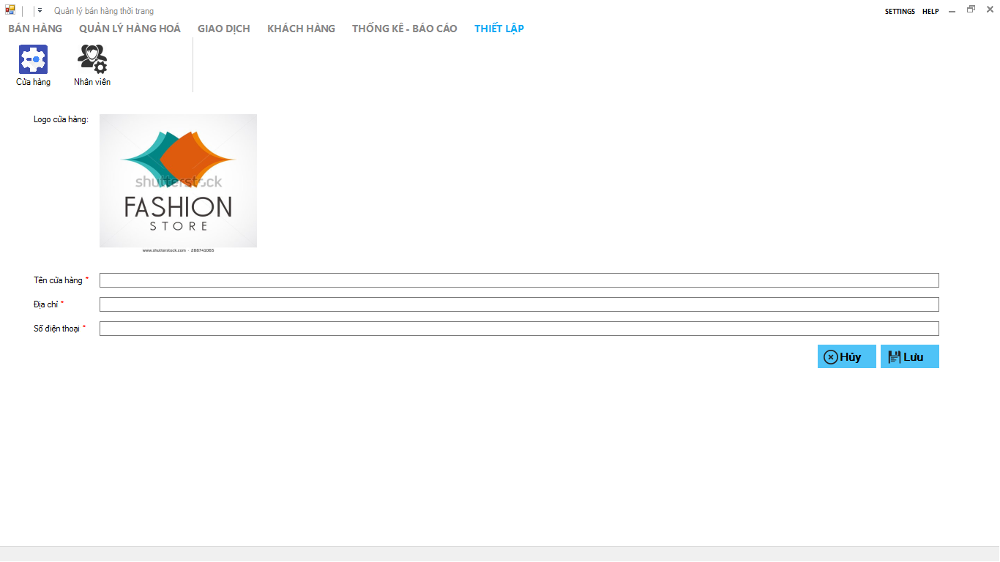 Quản lý bán hàng thời trang
SETTINGS HELP
BÁN HÀNG QUẢN LÝ HÀNG HOÁ GIAO DỊCH KHÁCH HÀNG THỐNG KÊ - BÁO CÁO THIẾT LẬP
Cửa hàng Nhân viên
Logo cửa hàng:
shutterstock
FASHION
STORE
www.shutterstock.com · 288741065
Tên cửa hàng *
Địa chỉ *
Số điện thoại *
Hủy Lưu